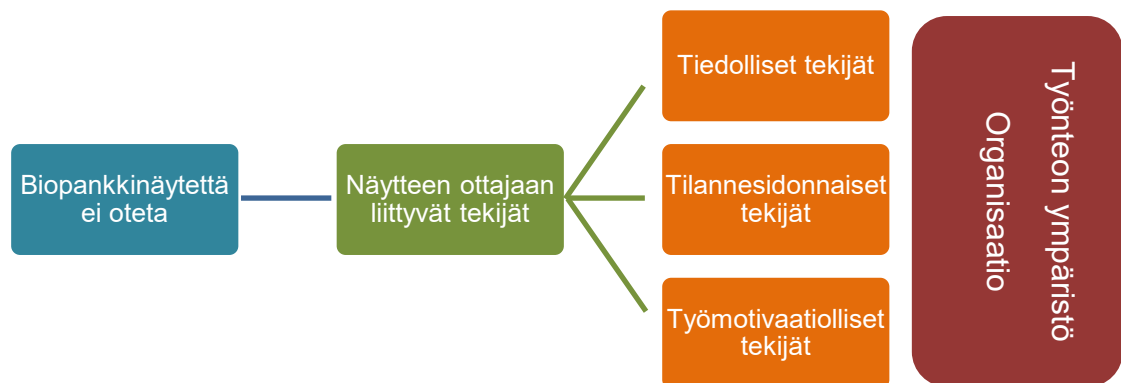 Biopankkinäytettä
ei oteta
Näytteen ottajaan
liittyvät tekijät
Tiedolliset tekijät
Tilannesidonnaiset
tekijät
Työmotivaatiolliset
tekijät
Työnteon ympäristö
Organisaatio